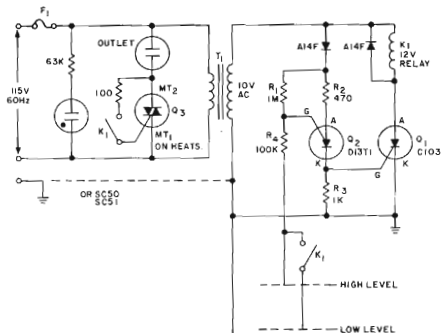 F1
115V
60Hz
63K
OUTLET
100
K1
MT2
Q3
MT1
ON HEATS.
OR SC50
SC51
T1
10V
AC
A14F
A14F
K1
12V
RELAY
R1
1M
R2
470
R4
100K
G
A
Q2
D13T1
K
A
Q1
C103
K
G
R3
1K
K1
HIGH LEVEL
LOW LEVEL